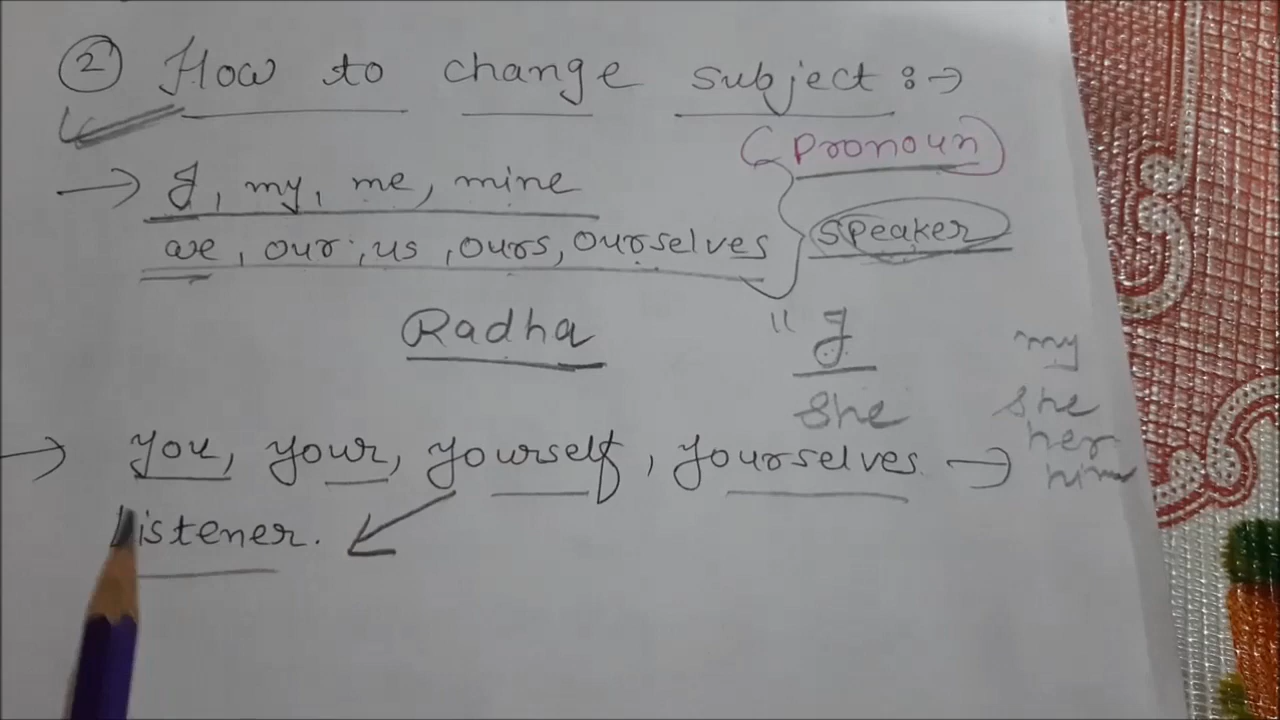 ② How to change subject :→
(Pronoun)
→ I, my, me, mine
we, our, us, ours, ourselves } speaker
Radha " I my
she she
her
him
→ you, your, yourself, yourselves →
Listener.